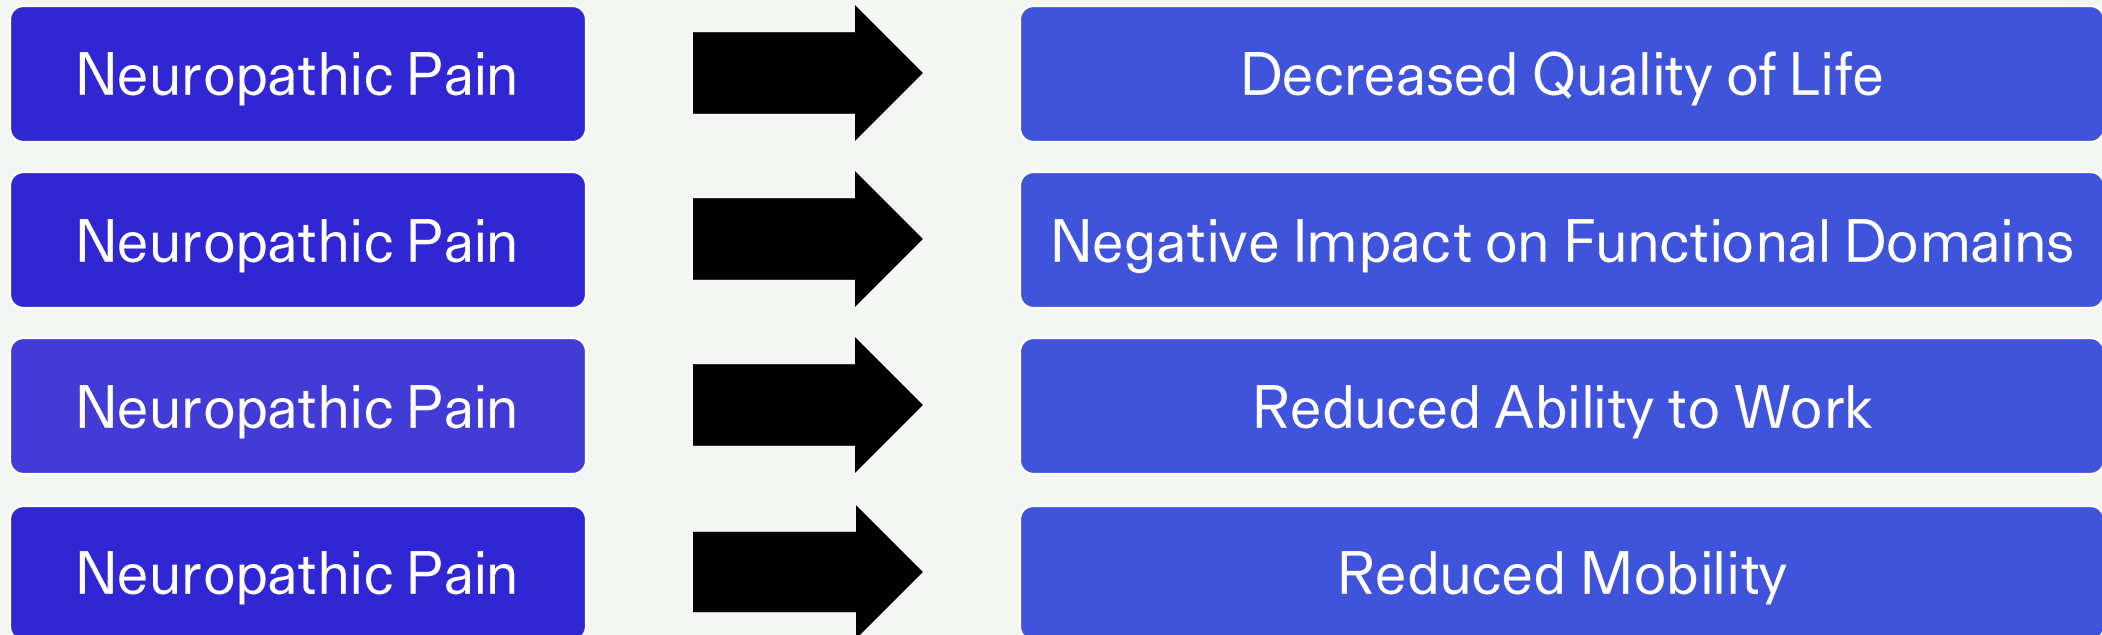 Neuropathic Pain
Decreased Quality of Life
Neuropathic Pain
Negative Impact on Functional Domains
Neuropathic Pain
Reduced Ability to Work
Neuropathic Pain
Reduced Mobility